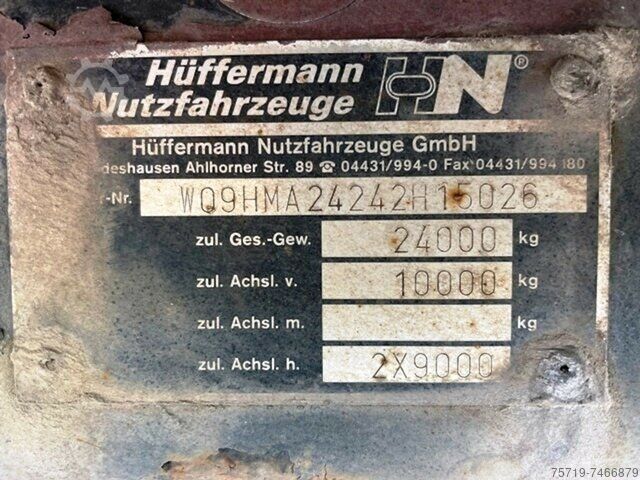 Hüffermann
Nutzfahrzeuge HN®
Hüffermann Nutzfahrzeuge GmbH
deshausen Ahlhorner Str. 89 ☎ 04431/994-0 Fax 04431/994 180
r-Nr. WQ9HMA24242H15026
zul. Ges.-Gew. 24000 kg
zul. Achsl. v. 10000 kg
zul. Achsl. m. kg
zul. Achsl. h. 2X9000
75719-7466879